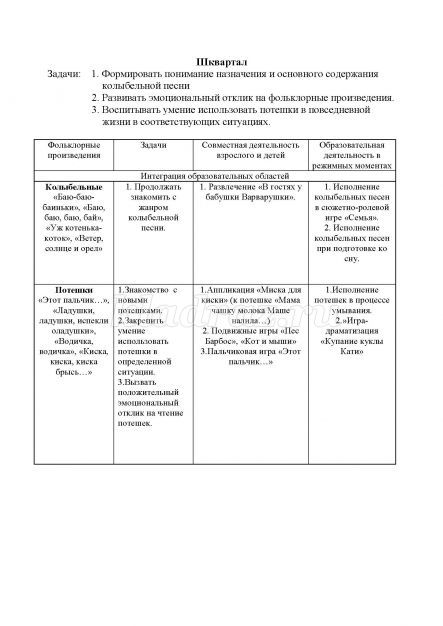 Шквартал
Задачи: 1. Формировать понимание назначения и основного содержания
колыбельной песни
2. Развивать эмоциональный отклик на фольклорные произведения.
3. Воспитывать умение использовать потешки в повседневной
жизни в соответствующих ситуациях.
Фольклорные
произведения
Задачи
Совместная деятельность
взрослого и детей
Образовательная
деятельность в
режимных моментах
Интеграция образовательных областей
Колыбельные
«Баю-баю-
баиньки», «Баю,
баю, баю, бай»,
«Уж котенька-
коток», «Ветер,
солнце и орел»
1. Продолжать
знакомить с
жанром
колыбельной
песни.
1. Развлечение «В гостях у
бабушки Варварушки».
1. Исполнение
колыбельных песен
в сюжетно-ролевой
игре «Семья».
2. Исполнение
колыбельных песен
при подготовке ко
сну.
Потешки
«Этот пальчик…»,
«Ладушки,
ладушки, испекли
оладушки»,
«Водичка,
водичка», «Киска,
киска, киска
брысь…»
1.Знакомство с
новыми
потешками.
2.Закрепить
умение
использовать
потешки в
определенной
ситуации.
3.Вызвать
положительный
эмоциональный
отклик на чтение
потешек.
1.Аппликация «Миска для
киски» (к потешке «Мама
чашку молока Маше
налила…)
2. Подвижные игры «Пес
Барбос», «Кот и мыши»
3.Пальчиковая игра «Этот
пальчик…»
1.Исполнение
потешек в процессе
умывания.
2.»Игра-
драматизация
«Купание куклы
Кати»